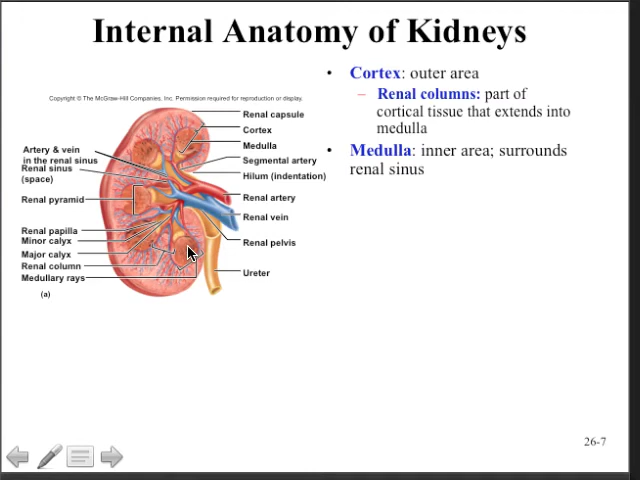 Internal Anatomy of Kidneys
Copyright © The McGraw-Hill Companies, Inc. Permission required for reproduction or display.
Artery & vein
in the renal sinus
Renal sinus
(space)
Renal pyramid
Renal papilla
Minor calyx
Major calyx
Renal column
Medullary rays
(a)
Renal capsule
Cortex
Medulla
Segmental artery
Hilum (indentation)
Renal artery
Renal vein
Renal pelvis
Ureter
• Cortex: outer area
– Renal columns: part of
cortical tissue that extends into
medulla
• Medulla: inner area; surrounds
renal sinus
26-7